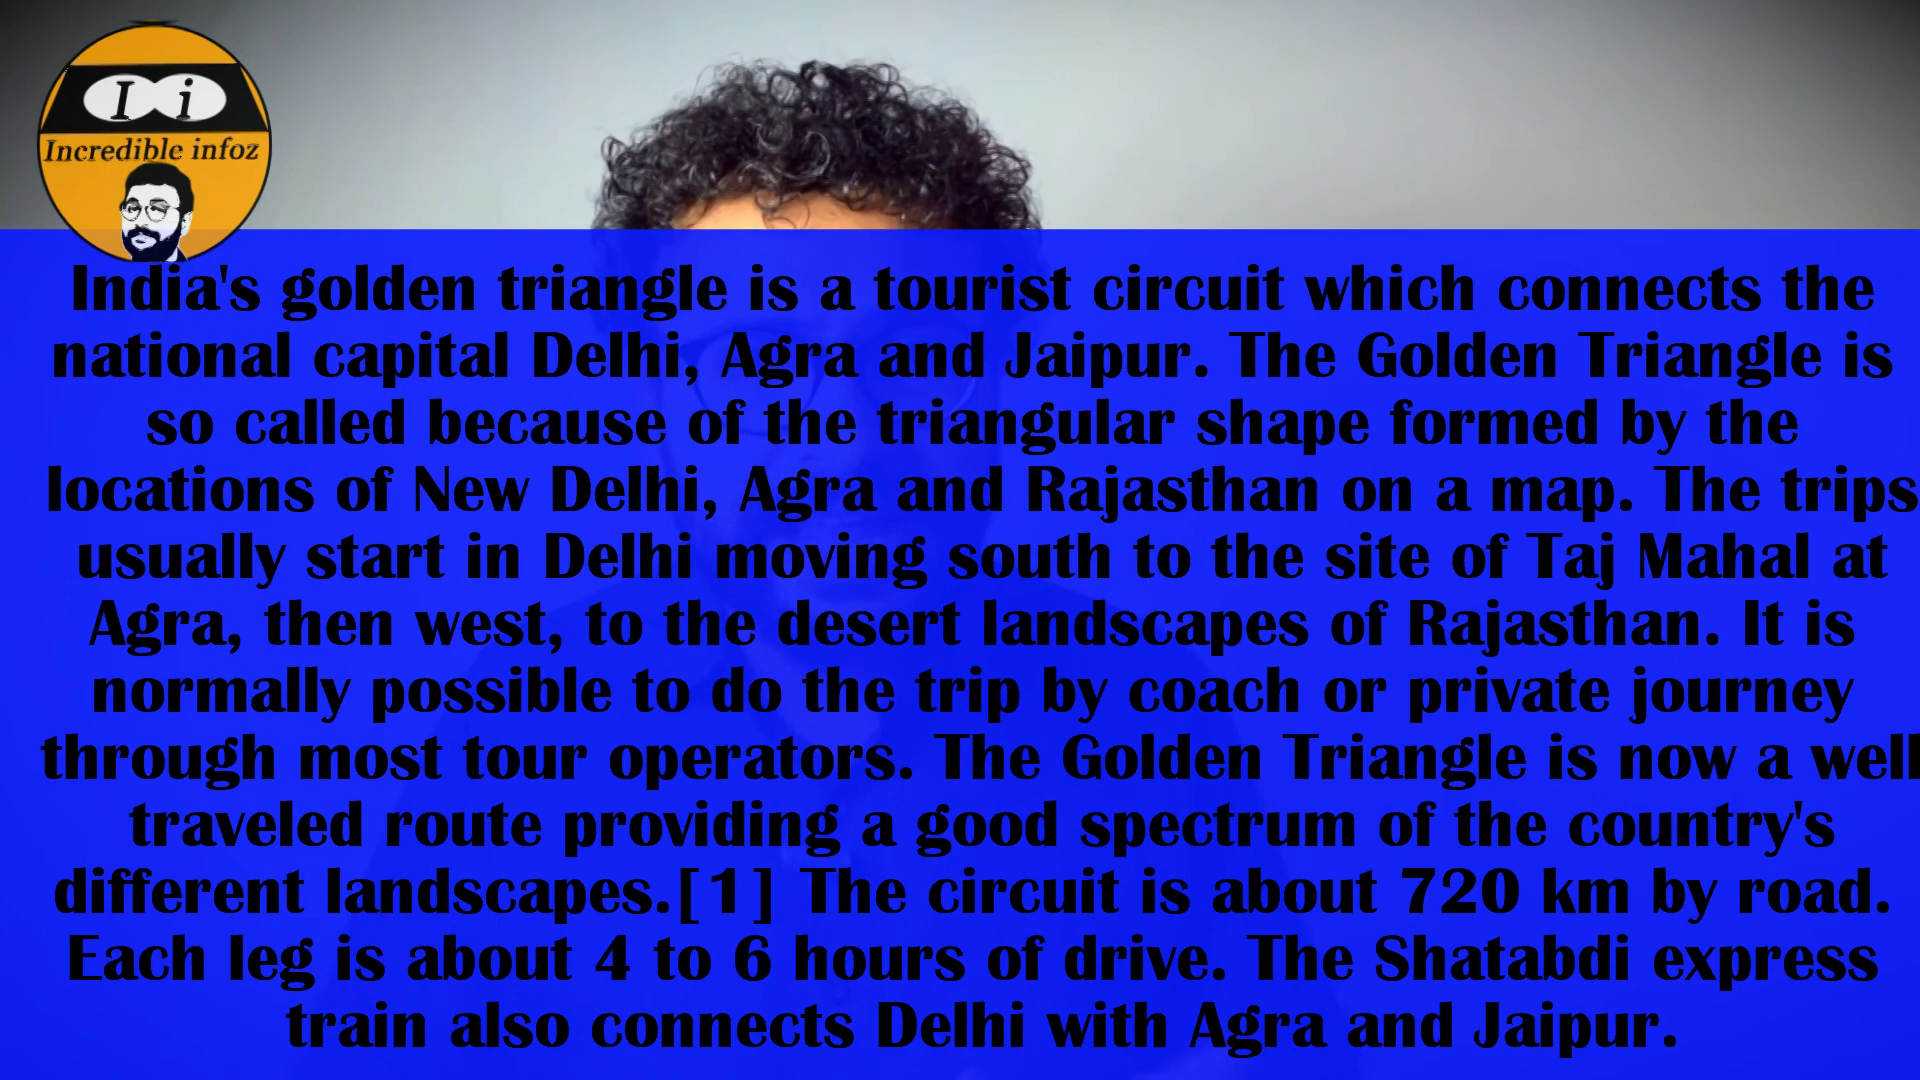 I i
Incredible infoz
India's golden triangle is a tourist circuit which connects the
national capital Delhi, Agra and Jaipur. The Golden Triangle is
so called because of the triangular shape formed by the
locations of New Delhi, Agra and Rajasthan on a map. The trips
usually start in Delhi moving south to the site of Taj Mahal at
Agra, then west, to the desert landscapes of Rajasthan. It is
normally possible to do the trip by coach or private journey
through most tour operators. The Golden Triangle is now a well
traveled route providing a good spectrum of the country's
different landscapes.[1] The circuit is about 720 km by road.
Each leg is about 4 to 6 hours of drive. The Shatabdi express
train also connects Delhi with Agra and Jaipur.